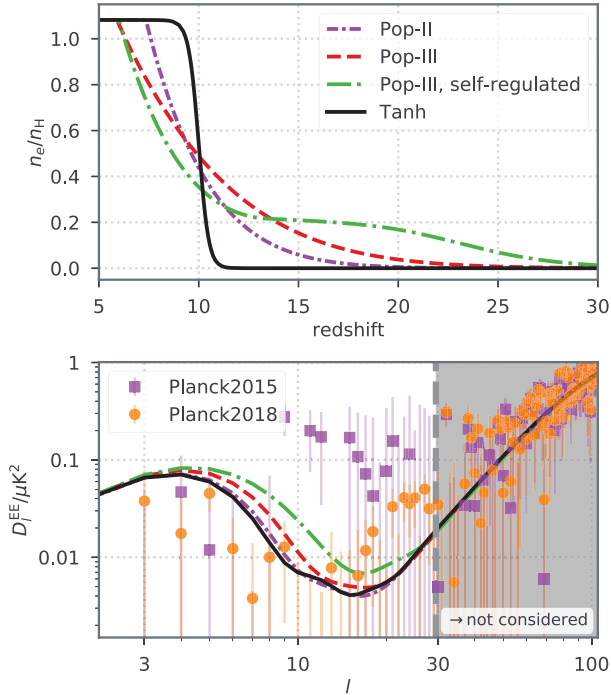 Pop-II
Pop-III
Pop-III, self-regulated
Tanh
n_e/n_H
1.0
0.8
0.6
0.4
0.2
0.0
5 10 15 20 25 30
redshift
Planck2015
Planck2018
D_l^EE/μK²
1
0.1
0.01
→ not considered
3 10 30 100
l